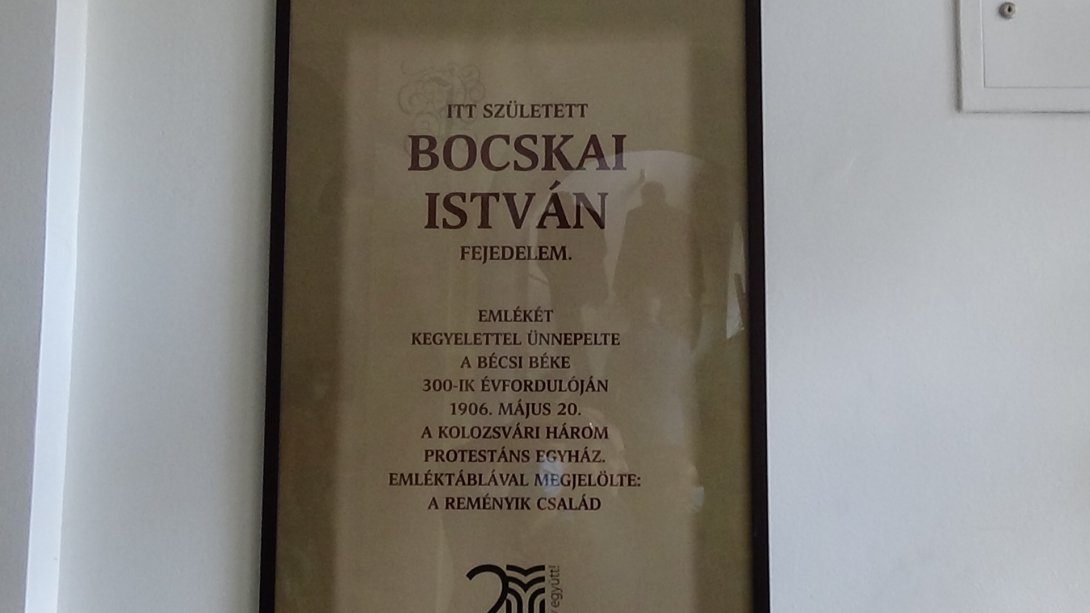 ITT SZÜLETETT
BOCSKAI
ISTVÁN
FEJEDELEM.
EMLÉKÉT
KEGYELETTEL ÜNNEPELTE
A BÉCSI BÉKE
300-IK ÉVFORDULÓJÁN
1906. MÁJUS 20.
A KOLOZSVÁRI HÁROM
PROTESTÁNS EGYHÁZ.
EMLÉKTÁBLÁVAL MEGJELÖLTE:
A REMÉNYIK CSALÁD
együtt!